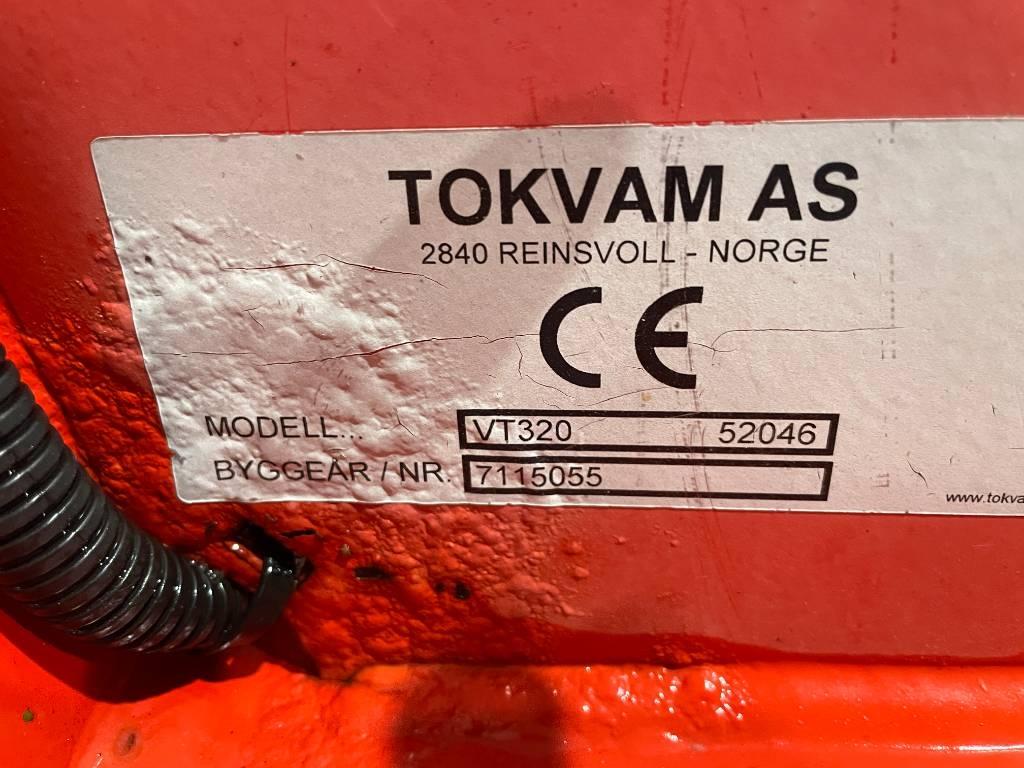 TOKVAM AS
2840 REINSVOLL - NORGE
CE
MODELL... VT320 52046
BYGGEÅR / NR. 7115055